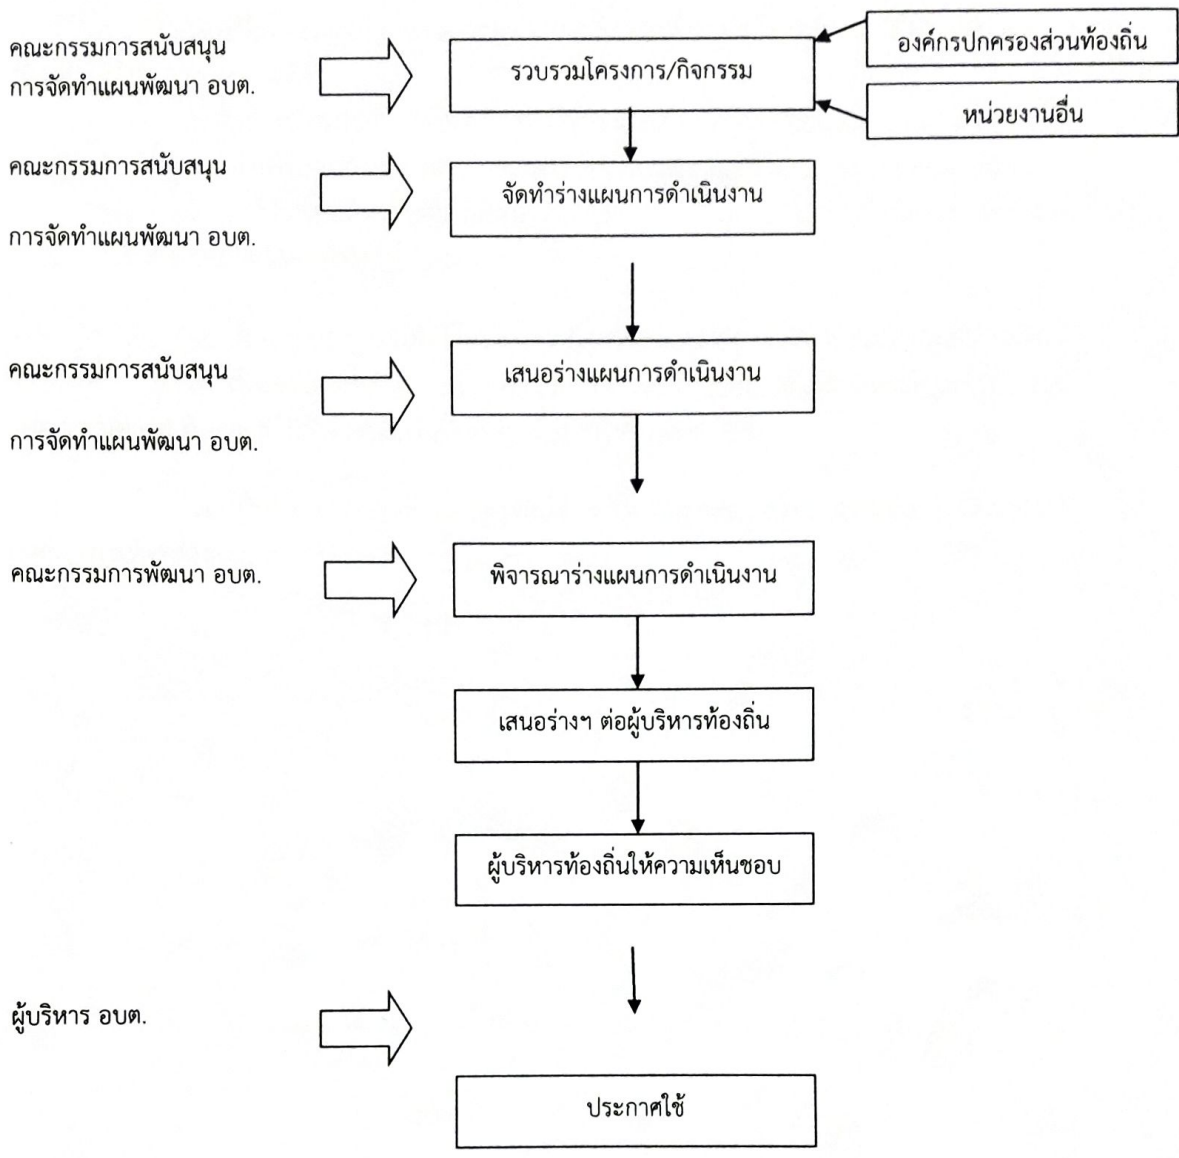 คณะกรรมการสนับสนุน
การจัดทำแผนพัฒนา อบต.
รวบรวมโครงการ/กิจกรรม
องค์กรปกครองส่วนท้องถิ่น
หน่วยงานอื่น
คณะกรรมการสนับสนุน
การจัดทำแผนพัฒนา อบต.
จัดทำร่างแผนการดำเนินงาน
คณะกรรมการสนับสนุน
การจัดทำแผนพัฒนา อบต.
เสนอร่างแผนการดำเนินงาน
คณะกรรมการพัฒนา อบต.
พิจารณาร่างแผนการดำเนินงาน
เสนอร่างฯ ต่อผู้บริหารท้องถิ่น
ผู้บริหารท้องถิ่นให้ความเห็นชอบ
ผู้บริหาร อบต.
ประกาศใช้